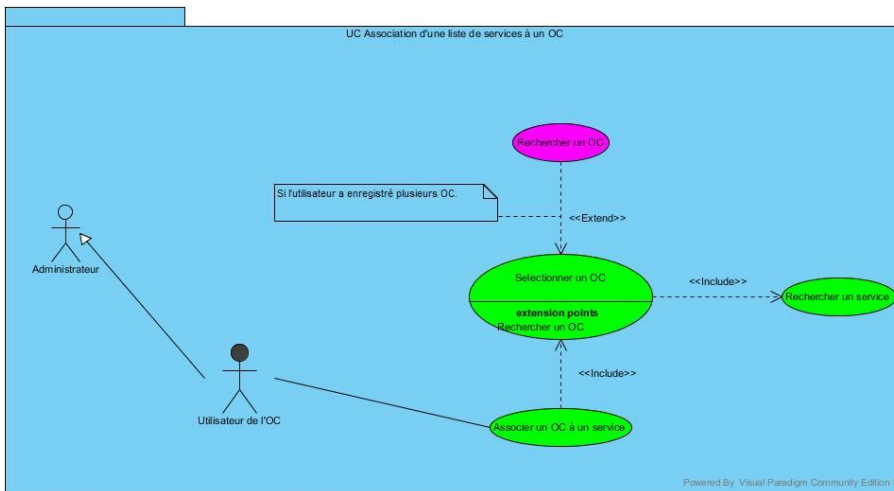 UC Association d'une liste de services à un OC
Rechercher un OC
Si l'utilisateur a enregistré plusieurs OC.
<<Extend>>
Administrateur
Selectionner un OC
<<Include>>
Rechercher un service
extension points
Rechercher un OC
<<Include>>
Utilisateur de l'OC
Associer un OC à un service
Powered By Visual Paradigm Community Edition